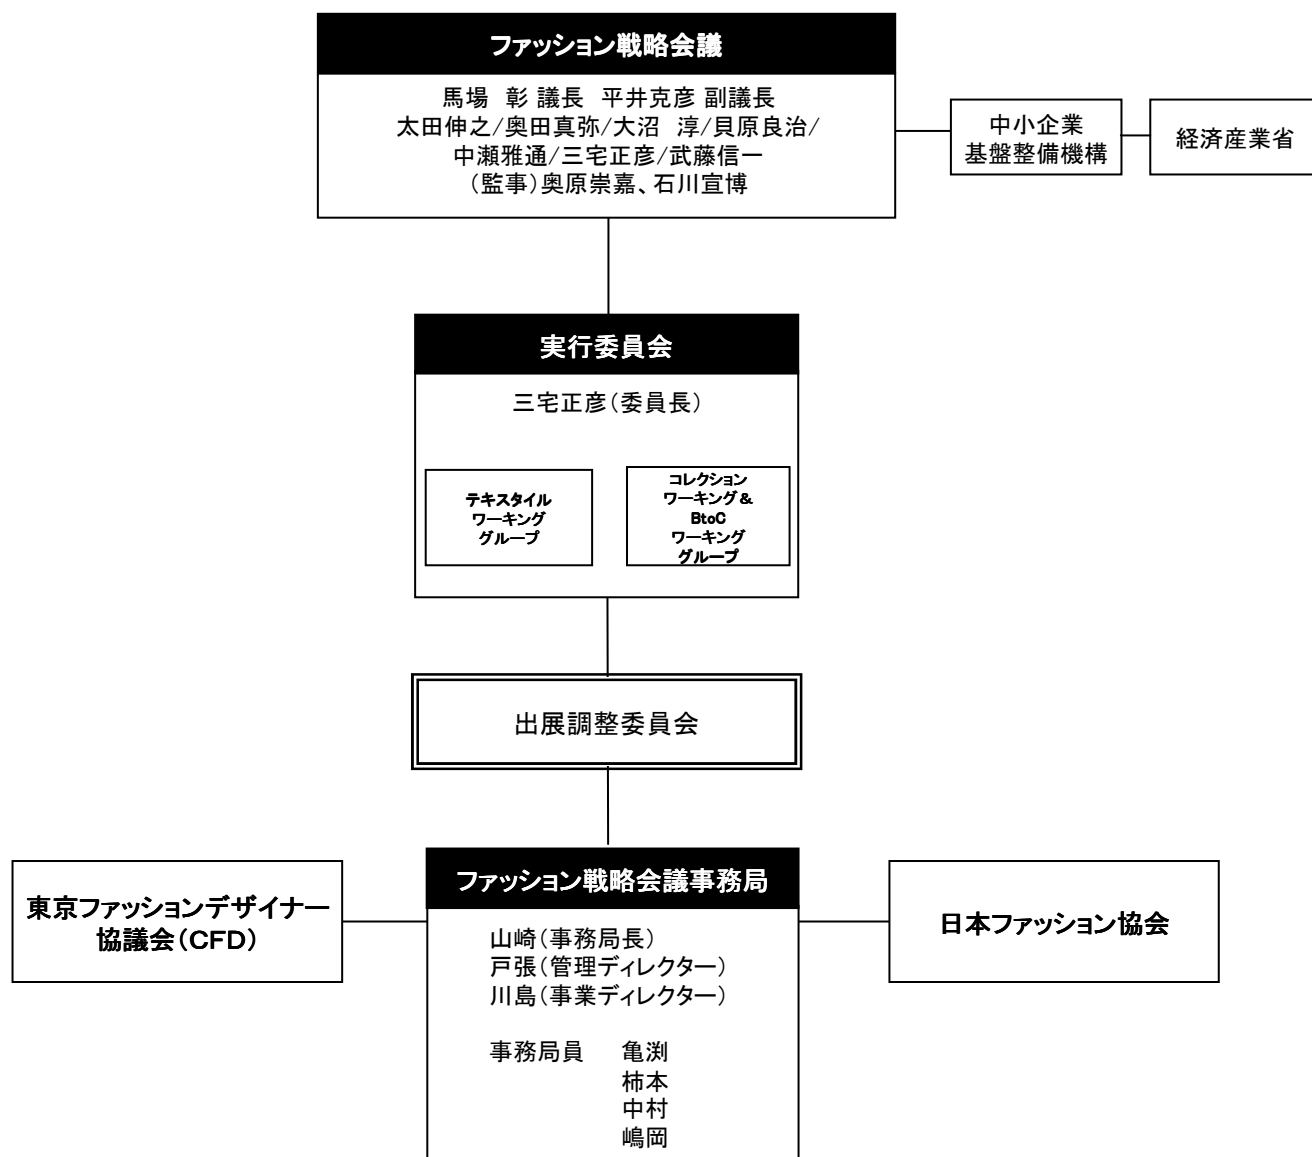 ファッション戦略会議
馬場　彰 議長　平井克彦 副議長
太田伸之/奥田真弥/大沼　淳/貝原良治/
中瀬雅通/三宅正彦/武藤信一
（監事）奥原崇嘉、石川宣博
中小企業
基盤整備機構
経済産業省
実行委員会
三宅正彦（委員長）
テキスタイル
ワーキング
グループ
コレクション
ワーキング＆
BtoC
ワーキング
グループ
出展調整委員会
東京ファッションデザイナー
協議会（CFD）
ファッション戦略会議事務局
山崎（事務局長）
戸張（管理ディレクター）
川島（事業ディレクター）
事務局員　亀渕
柿本
中村
嶋岡
日本ファッション協会